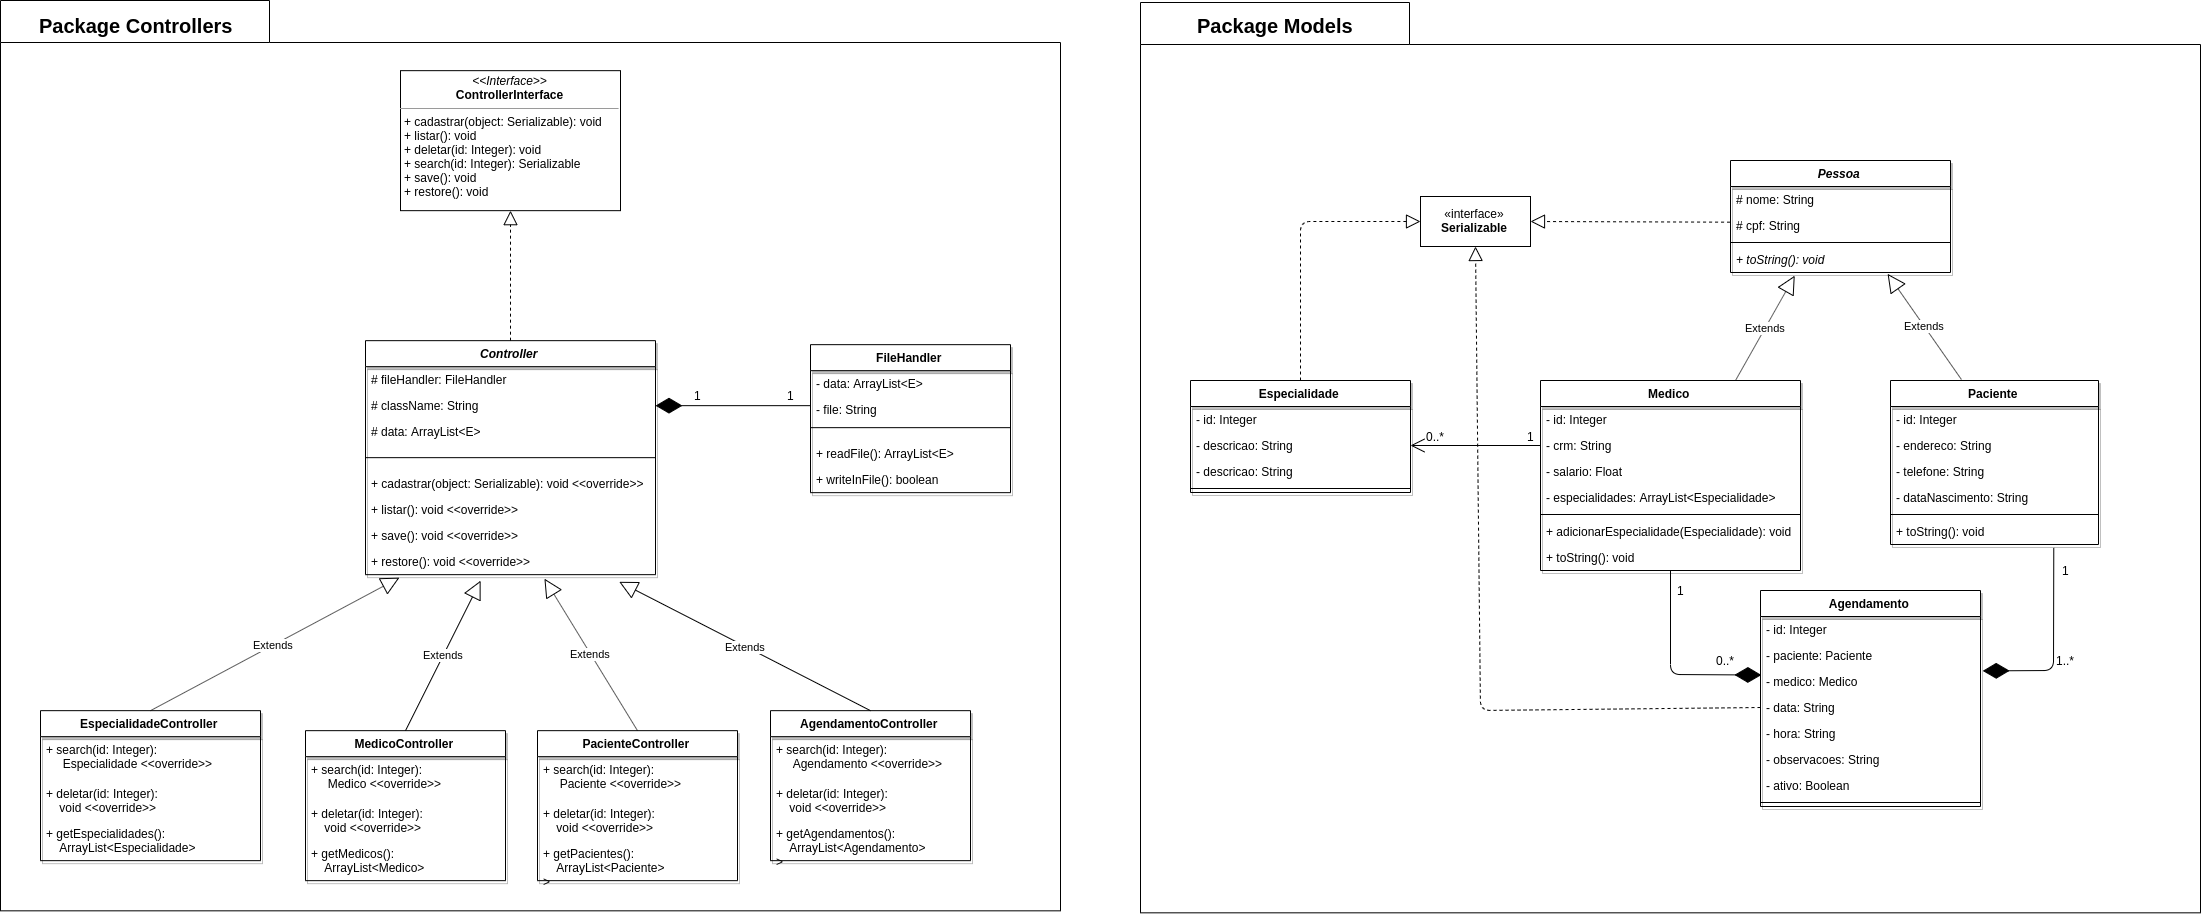 Package Controllers
<<Interface>>
ControllerInterface
+ cadastrar(object: Serializable): void
+ listar(): void
+ deletar(id: Integer): void
+ search(id: Integer): Serializable
+ save(): void
+ restore(): void
Controller
# fileHandler: FileHandler
# className: String
# data: ArrayList<E>
+ cadastrar(object: Serializable): void <<override>>
+ listar(): void <<override>>
+ save(): void <<override>>
+ restore(): void <<override>>
1
1
FileHandler
- data: ArrayList<E>
- file: String
+ readFile(): ArrayList<E>
+ writeInFile(): boolean
Extends
Extends
Extends
Extends
EspecialidadeController
+ search(id: Integer):
Especialidade <<override>>
+ deletar(id: Integer):
void <<override>>
+ getEspecialidades():
ArrayList<Especialidade>
MedicoController
+ search(id: Integer):
Medico <<override>>
+ deletar(id: Integer):
void <<override>>
+ getMedicos():
ArrayList<Medico>
PacienteController
+ search(id: Integer):
Paciente <<override>>
+ deletar(id: Integer):
void <<override>>
+ getPacientes():
ArrayList<Paciente>
>
AgendamentoController
+ search(id: Integer):
Agendamento <<override>>
+ deletar(id: Integer):
void <<override>>
+ getAgendamentos():
ArrayList<Agendamento>
>
Package Models
«interface»
Serializable
Pessoa
# nome: String
# cpf: String
+ toString(): void
Extends
Extends
Especialidade
- id: Integer
- descricao: String
- descricao: String
0..*
1
Medico
- id: Integer
- crm: String
- salario: Float
- especialidades: ArrayList<Especialidade>
+ adicionarEspecialidade(Especialidade): void
+ toString(): void
Paciente
- id: Integer
- endereco: String
- telefone: String
- dataNascimento: String
+ toString(): void
1
0..*
1
1..*
Agendamento
- id: Integer
- paciente: Paciente
- medico: Medico
- data: String
- hora: String
- observacoes: String
- ativo: Boolean